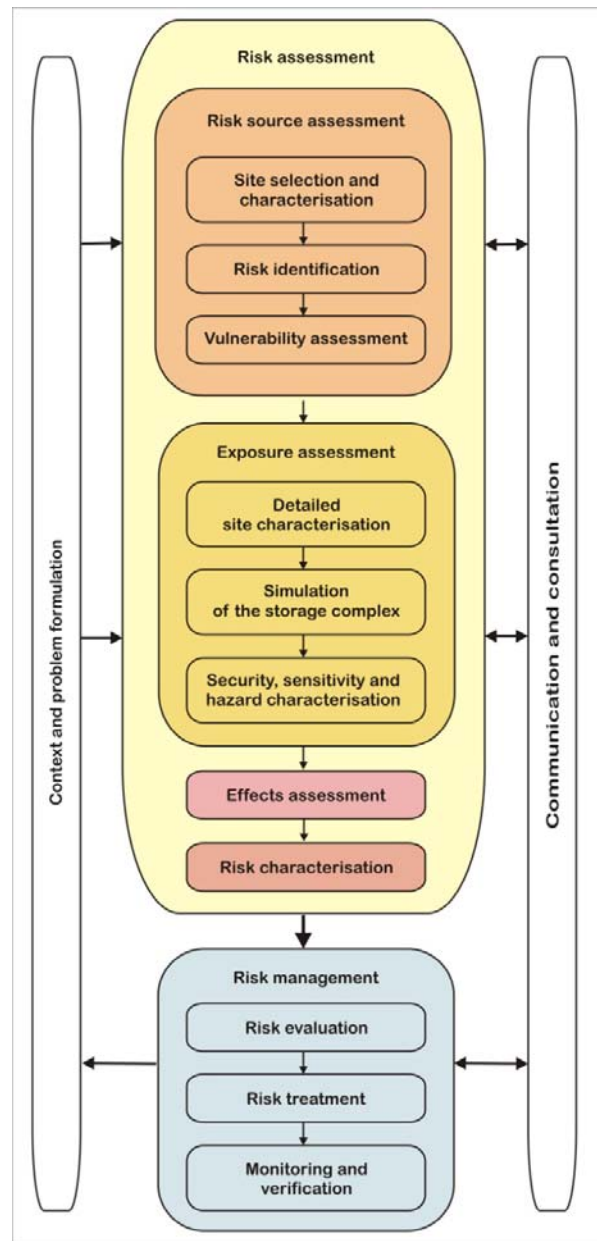 Risk assessment
Risk source assessment
Site selection and
characterisation
Risk identification
Vulnerability assessment
Exposure assessment
Detailed
site characterisation
Simulation
of the storage complex
Security, sensitivity and
hazard characterisation
Effects assessment
Risk characterisation
Risk management
Risk evaluation
Risk treatment
Monitoring and
verification
Context and problem formulation
Communication and consultation